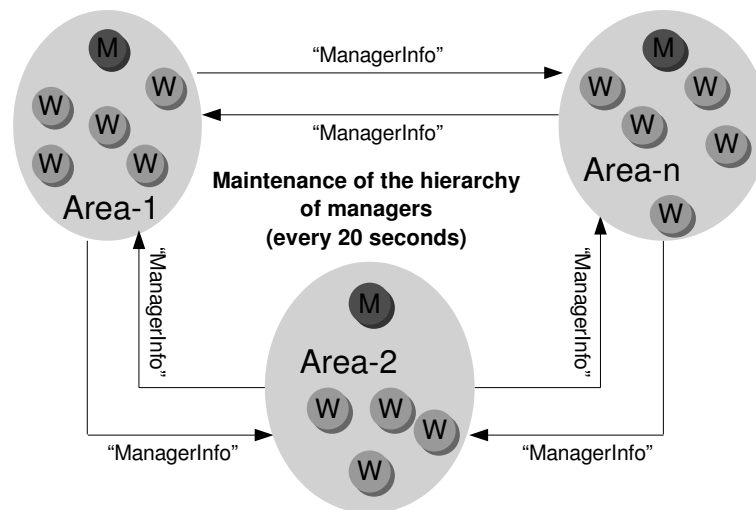 M
W
W
W
W
W
Area-1
“ManagerInfo”
“ManagerInfo”
M
W
W
W
W
Area-n
W
Maintenance of the hierarchy
of managers
(every 20 seconds)
“ManagerInfo”
“ManagerInfo”
M
Area-2
W
W
W
W
“ManagerInfo”
“ManagerInfo”